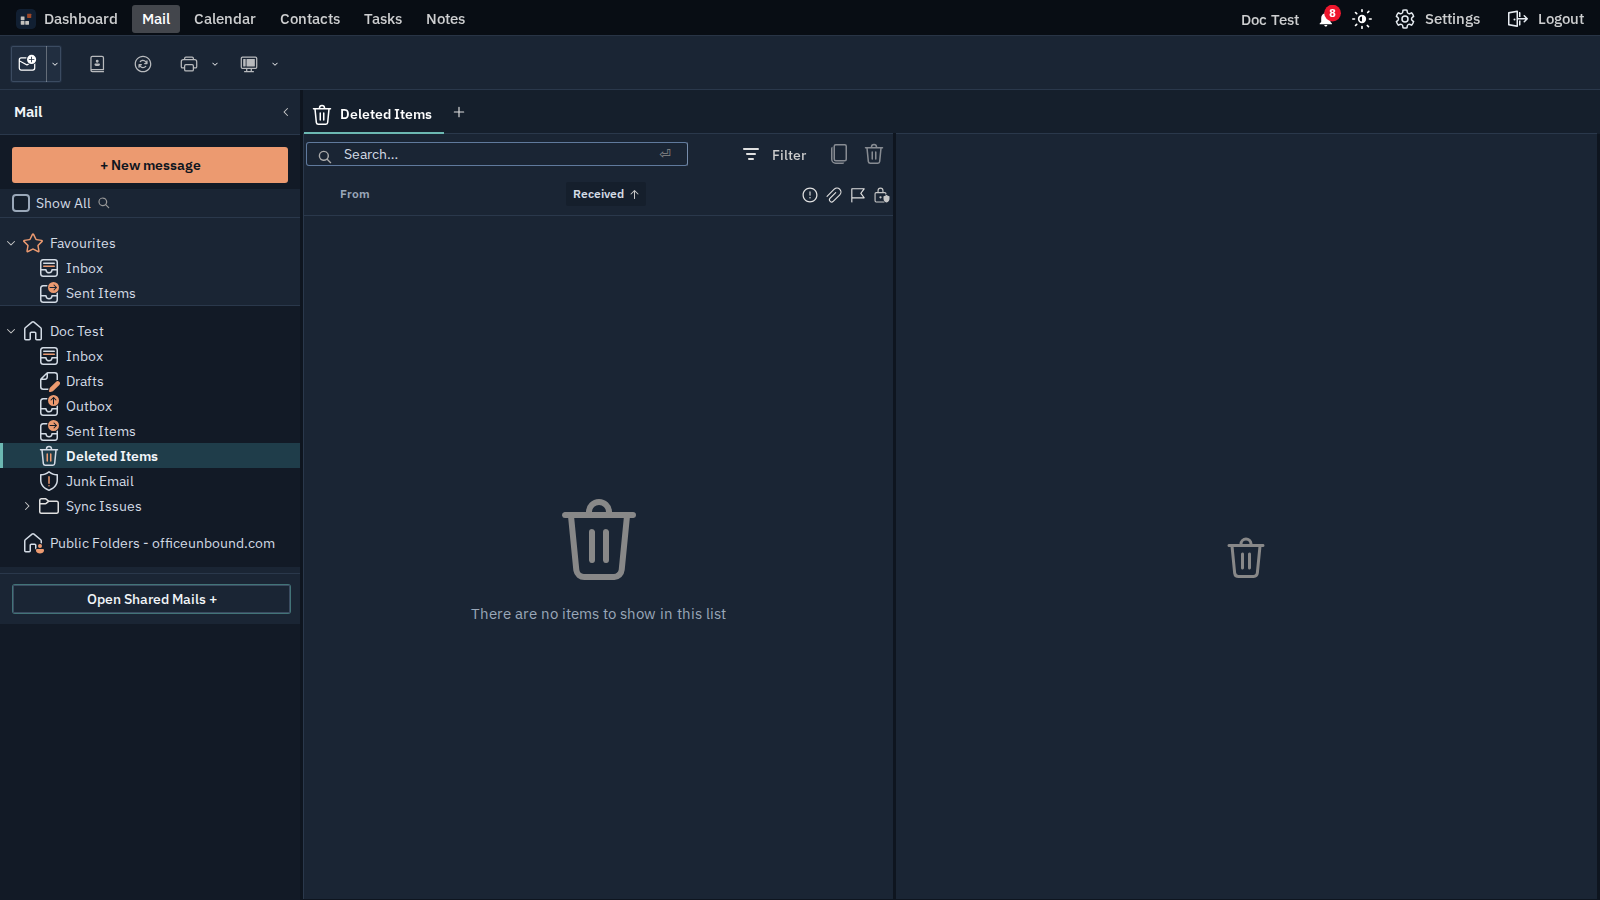 Dashboard Mail Calendar Contacts Tasks Notes Doc Test 8 Settings Logout
Mail
Deleted Items +
+ New message
Search...
Filter
Show All
From Received
Favourites
Inbox
Sent Items
Doc Test
Inbox
Drafts
Outbox
Sent Items
Deleted Items
Junk Email
Sync Issues
Public Folders - officeunbound.com
Open Shared Mails +
There are no items to show in this list